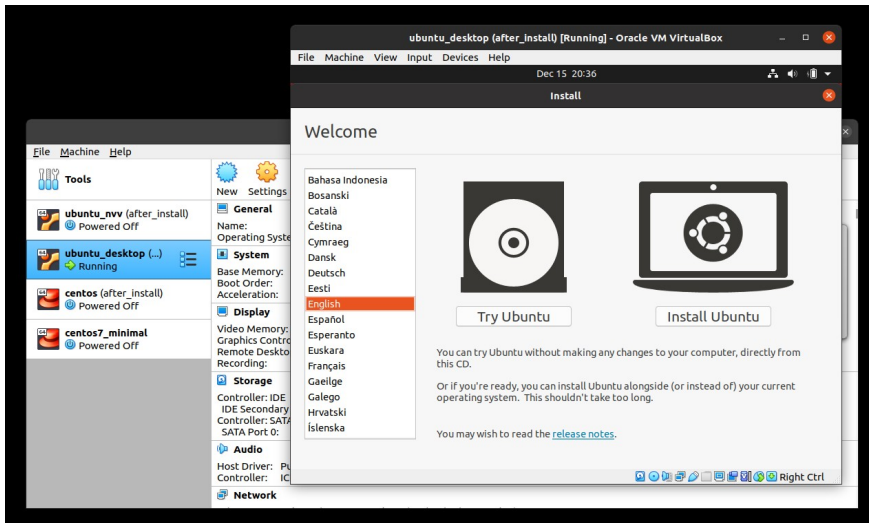 ubuntu_desktop (after_install) [Running] - Oracle VM VirtualBox
File Machine View Input Devices Help
Dec 15 20:36
Install
Welcome
Bahasa Indonesia
Bosanski
Català
Čeština
Cymraeg
Dansk
Deutsch
Eesti
English
Español
Esperanto
Euskara
Français
Gaeilge
Galego
Hrvatski
Íslenska
Try Ubuntu
Install Ubuntu
You can try Ubuntu without making any changes to your computer, directly from
this CD.
Or if you're ready, you can install Ubuntu alongside (or instead of) your current
operating system. This shouldn't take too long.
You may wish to read the release notes.
Right Ctrl
File Machine Help
Tools
ubuntu_nvv (after_install)
Powered Off
ubuntu_desktop (...)
Running
centos (after_install)
Powered Off
centos7_minimal
Powered Off
New Settings
General
Name:
Operating Syste
System
Base Memory:
Boot Order:
Acceleration:
Display
Video Memory:
Graphics Contro
Remote Deskto
Recording:
Storage
Controller: IDE
IDE Secondary
Controller: SATA
SATA Port 0:
Audio
Host Driver: Pu
Controller: IC
Network